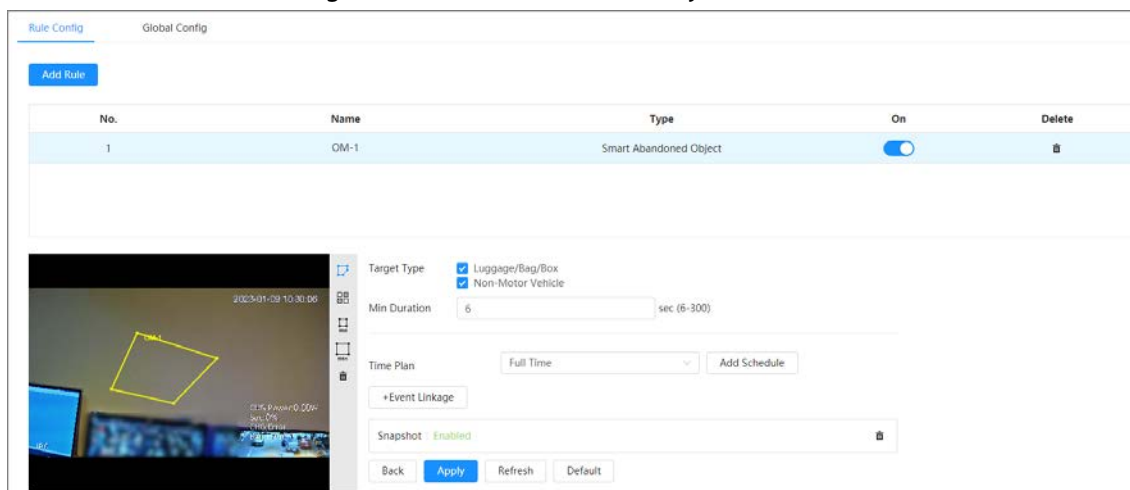 Rule Config Global Config
Add Rule
No. Name Type On Delete
1 OM-1 Smart Abandoned Object
Target Type Luggage/Bag/Box
Non-Motor Vehicle
2023-01-09 10:30:06
Min Duration 6 sec (6-300)
OM-1
Time Plan Full Time Add Schedule
+Event Linkage
Snapshot : Enabled
Back Apply Refresh Default